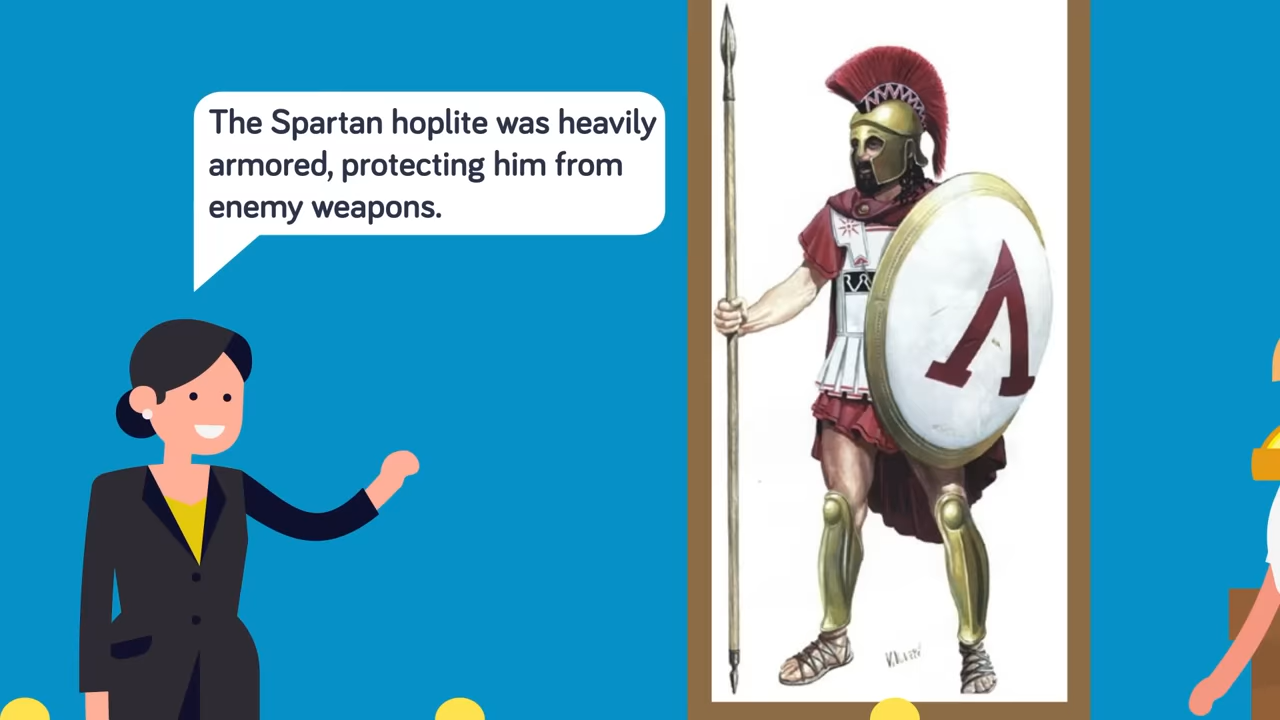 The Spartan hoplite was heavily
armored, protecting him from
enemy weapons.
Λ